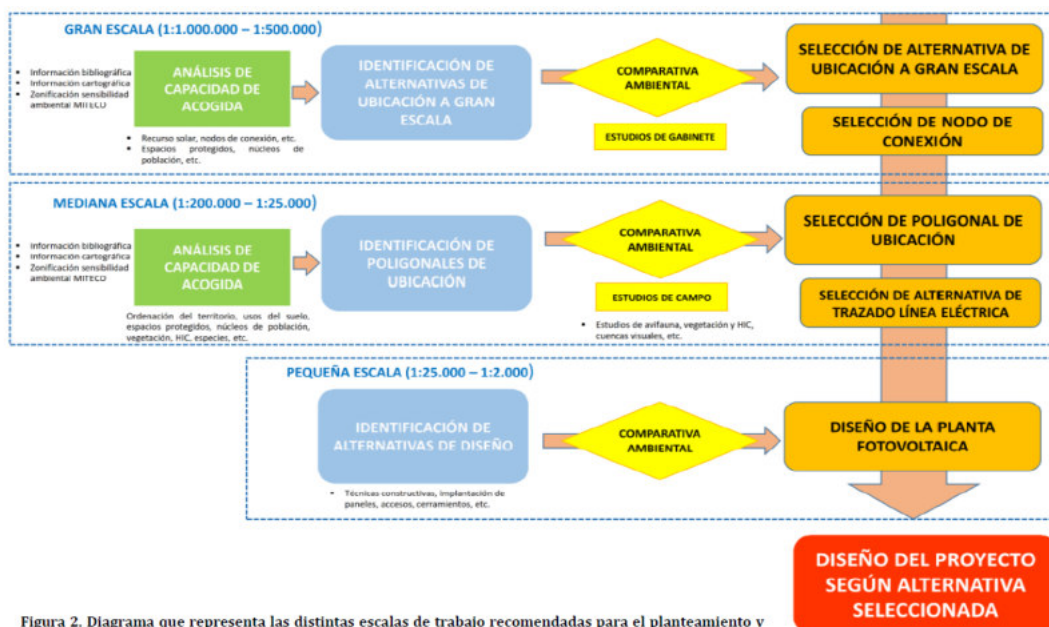 GRAN ESCALA (1:1.000.000 – 1:500.000)
• Información bibliográfica
• Información cartográfica
• Zonificación sensibilidad
ambiental MITECO
ANÁLISIS DE
CAPACIDAD DE
ACOGIDA
• Recurso solar, nodos de conexión, etc.
• Espacios protegidos, núcleos de
población, etc.
IDENTIFICACIÓN DE
ALTERNATIVAS DE
UBICACIÓN A GRAN
ESCALA
COMPARATIVA
AMBIENTAL
ESTUDIOS DE GABINETE
SELECCIÓN DE ALTERNATIVA DE
UBICACIÓN A GRAN ESCALA
SELECCIÓN DE NODO DE
CONEXIÓN
MEDIANA ESCALA (1:200.000 – 1:25.000)
• Información bibliográfica
• Información cartográfica
• Zonificación sensibilidad
ambiental MITECO
ANÁLISIS DE
CAPACIDAD DE
ACOGIDA
Ordenación del territorio, usos del suelo,
espacios protegidos, núcleos de población,
vegetación, HIC, especies, etc.
IDENTIFICACIÓN DE
POLIGONALES DE
UBICACIÓN
COMPARATIVA
AMBIENTAL
ESTUDIOS DE CAMPO
• Estudios de avifauna, vegetación y HIC,
cuencas visuales, etc.
SELECCIÓN DE POLIGONAL DE
UBICACIÓN
SELECCIÓN DE ALTERNATIVA DE
TRAZADO LÍNEA ELÉCTRICA
PEQUEÑA ESCALA (1:25.000 – 1:2.000)
IDENTIFICACIÓN DE
ALTERNATIVAS DE DISEÑO
• Técnicas constructivas, implantación de
paneles, accesos, cerramientos, etc.
COMPARATIVA
AMBIENTAL
DISEÑO DE LA PLANTA
FOTOVOLTAICA
DISEÑO DEL PROYECTO
SEGÚN ALTERNATIVA
SELECCIONADA
Figura 2. Diagrama que representa las distintas escalas de trabajo recomendadas para el planteamiento y